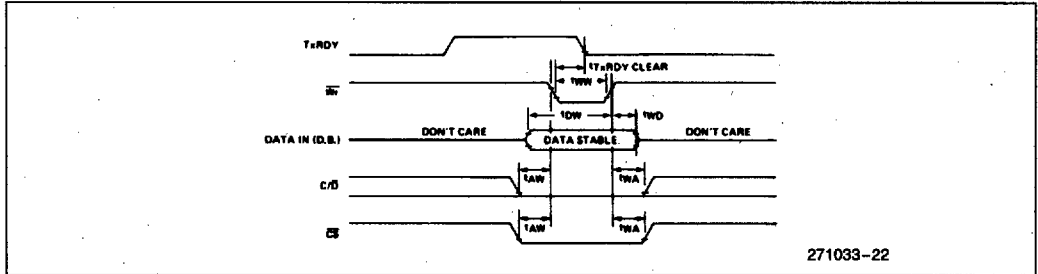 TxRDY
tTxRDY CLEAR
tWW
WR
tDW
tWD
DATA IN (D.B.)
DON'T CARE
DATA STABLE
DON'T CARE
tAW
tWA
C/D̅
tAW
tWA
C̅S̅
271033–22